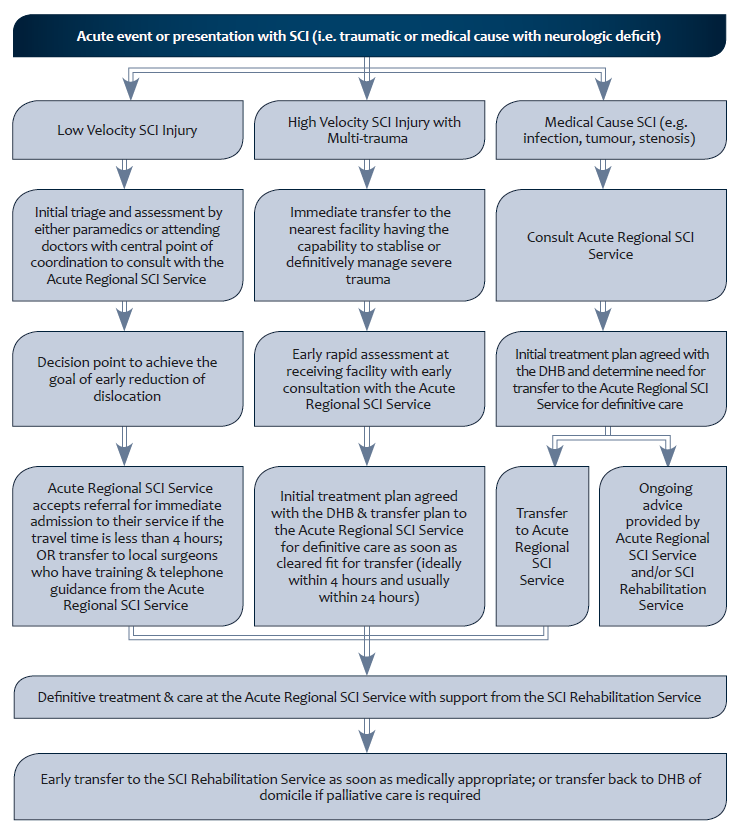 Acute event or presentation with SCI (i.e. traumatic or medical cause with neurologic deficit)
Low Velocity SCI Injury
High Velocity SCI Injury with
Multi-trauma
Medical Cause SCI (e.g.
infection, tumour, stenosis)
Initial triage and assessment by
either paramedics or attending
doctors with central point of
coordination to consult with the
Acute Regional SCI Service
Immediate transfer to the
nearest facility having the
capability to stablise or
definitively manage severe
trauma
Consult Acute Regional SCI
Service
Decision point to achieve the
goal of early reduction of
dislocation
Early rapid assessment at
receiving facility with early
consultation with the Acute
Regional SCI Service
Initial treatment plan agreed with
the DHB and determine need for
transfer to the Acute Regional SCI
Service for definitive care
Acute Regional SCI Service
accepts referral for immediate
admission to their service if the
travel time is less than 4 hours;
OR transfer to local surgeons
who have training & telephone
guidance from the Acute
Regional SCI Service
Initial treatment plan agreed
with the DHB & transfer plan to
the Acute Regional SCI Service
for definitive care as soon as
cleared fit for transfer (ideally
within 4 hours and usually
within 24 hours)
Transfer
to Acute
Regional
SCI
Service
Ongoing
advice
provided by
Acute Regional
SCI Service
and/or SCI
Rehabilitation
Service
Definitive treatment & care at the Acute Regional SCI Service with support from the SCI Rehabilitation Service
Early transfer to the SCI Rehabilitation Service as soon as medically appropriate; or transfer back to DHB of
domicile if palliative care is required